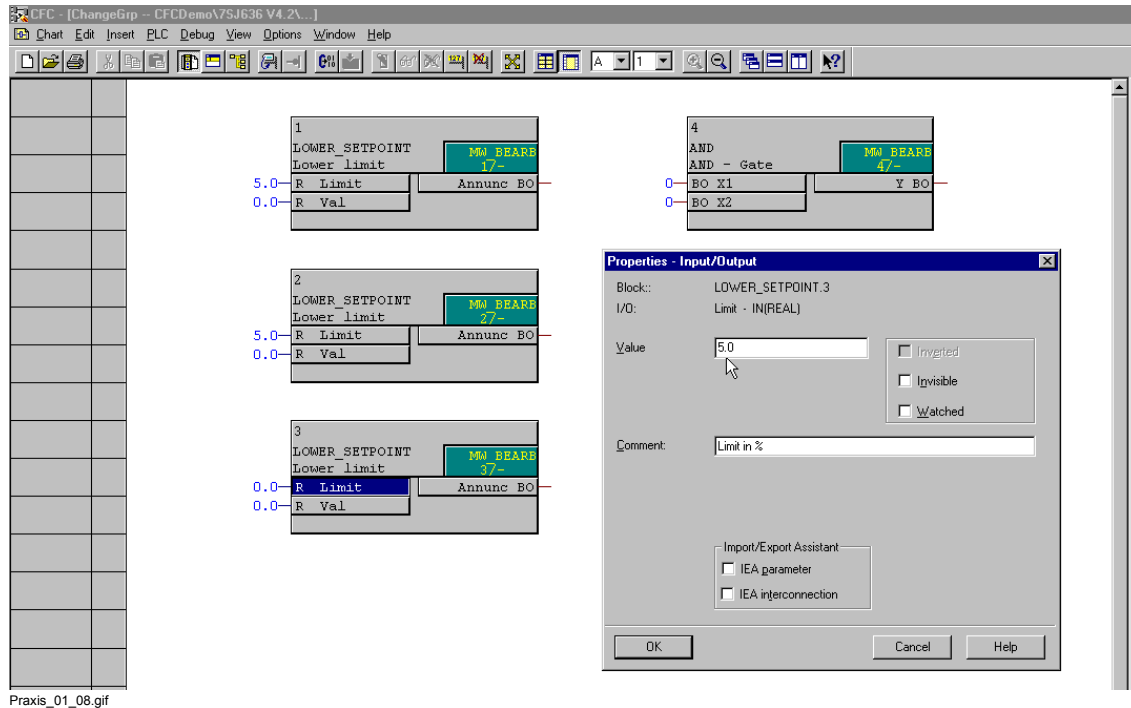 CFC - [ChangeGrp -- CFCDemo\7SJ636 V4.2\...]
Chart Edit Insert PLC Debug View Options Window Help
A 1
1
LOWER_SETPOINT
Lower limit
MW_BEARB
1/-
5.0 R Limit Annunc BO
0.0 R Val
4
AND
AND - Gate
MW_BEARB
4/-
0 BO X1 Y BO
0 BO X2
2
LOWER_SETPOINT
Lower limit
MW_BEARB
2/-
5.0 R Limit Annunc BO
0.0 R Val
3
LOWER_SETPOINT
Lower limit
MW_BEARB
3/-
0.0 R Limit Annunc BO
0.0 R Val
Properties - Input/Output
Block:: LOWER_SETPOINT.3
I/O: Limit - IN(REAL)
Value 5.0
Inverted
Invisible
Watched
Comment: Limit in %
Import/Export Assistant
IEA parameter
IEA interconnection
OK Cancel Help
Praxis_01_08.gif